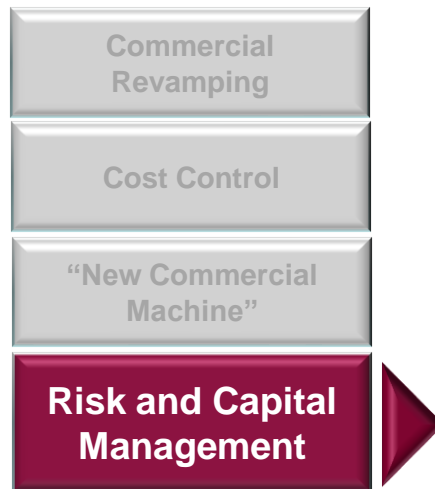 Commercial
Revamping
Cost Control
“New Commercial
Machine”
Risk and Capital
Management